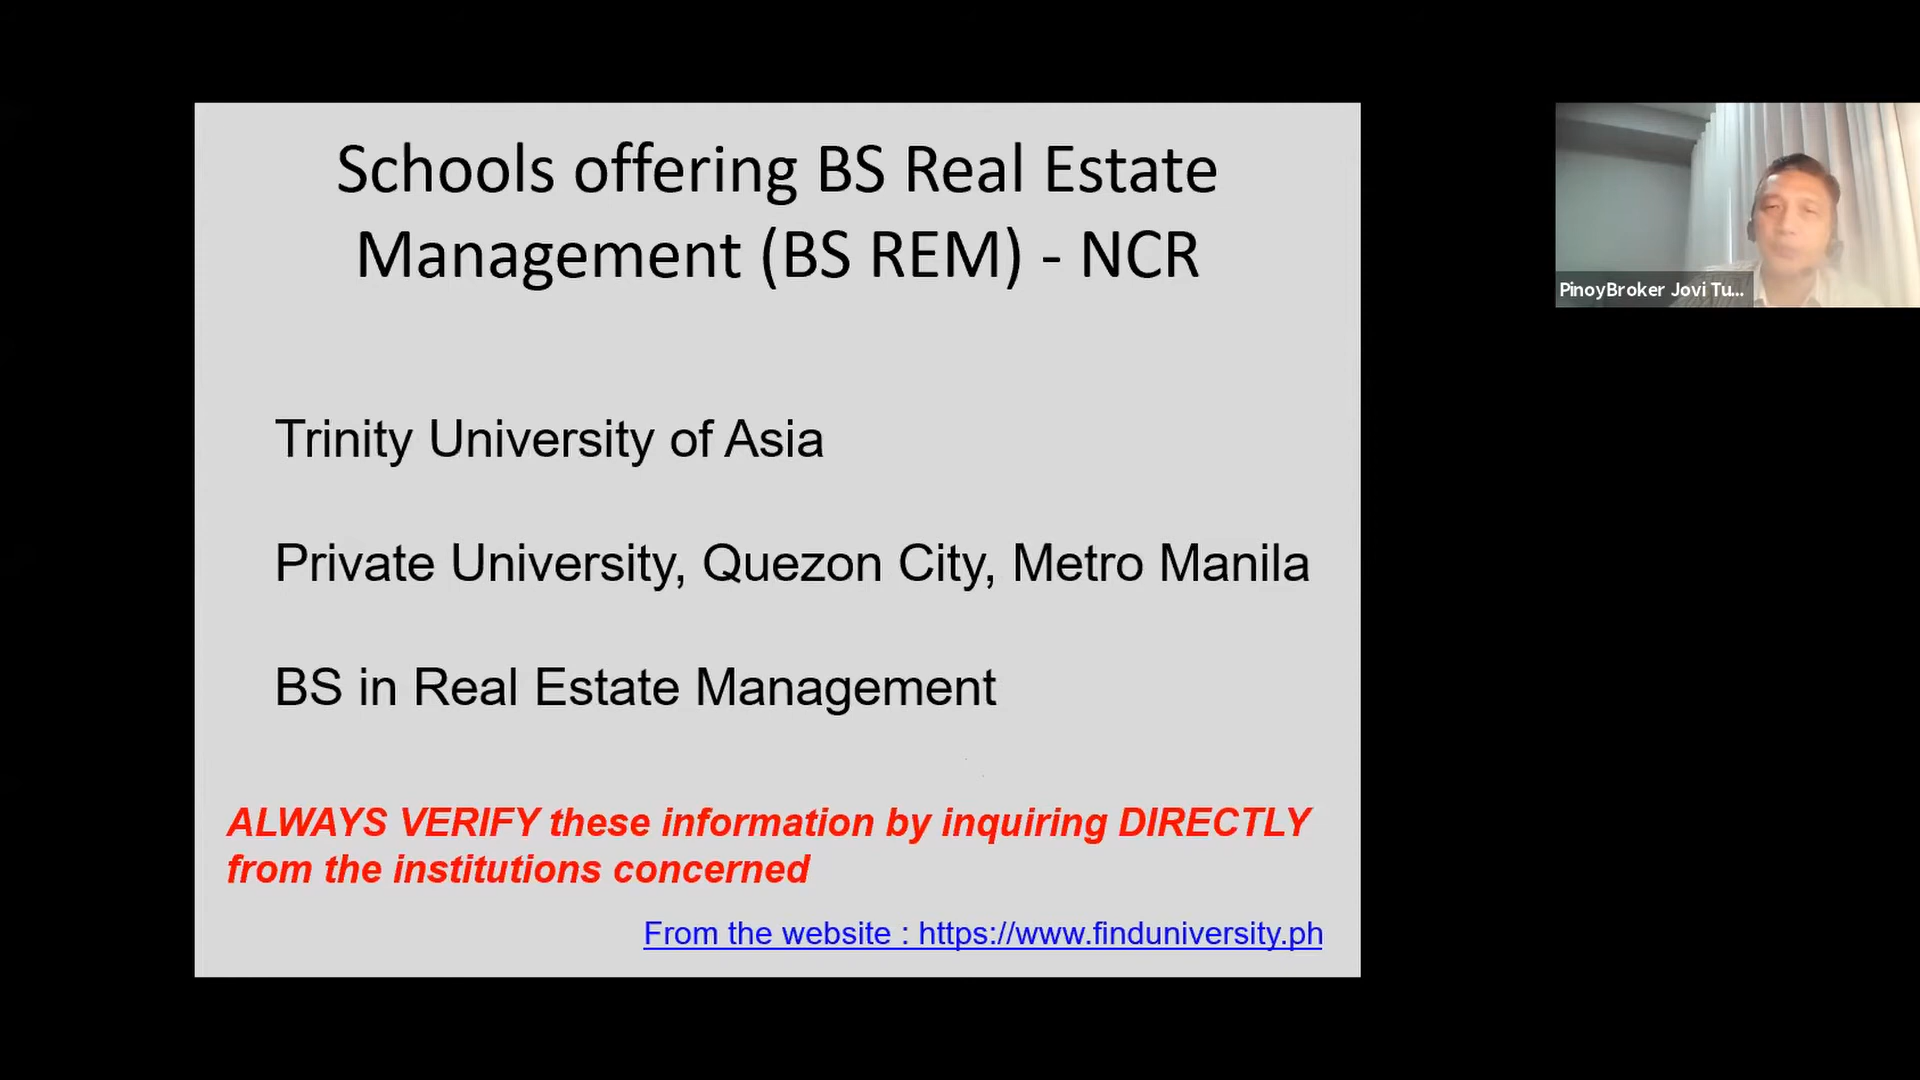 Schools offering BS Real Estate
Management (BS REM) - NCR
Trinity University of Asia
Private University, Quezon City, Metro Manila
BS in Real Estate Management
ALWAYS VERIFY these information by inquiring DIRECTLY
from the institutions concerned
From the website : https://www.finduniversity.ph
PinoyBroker Jovi Tu...